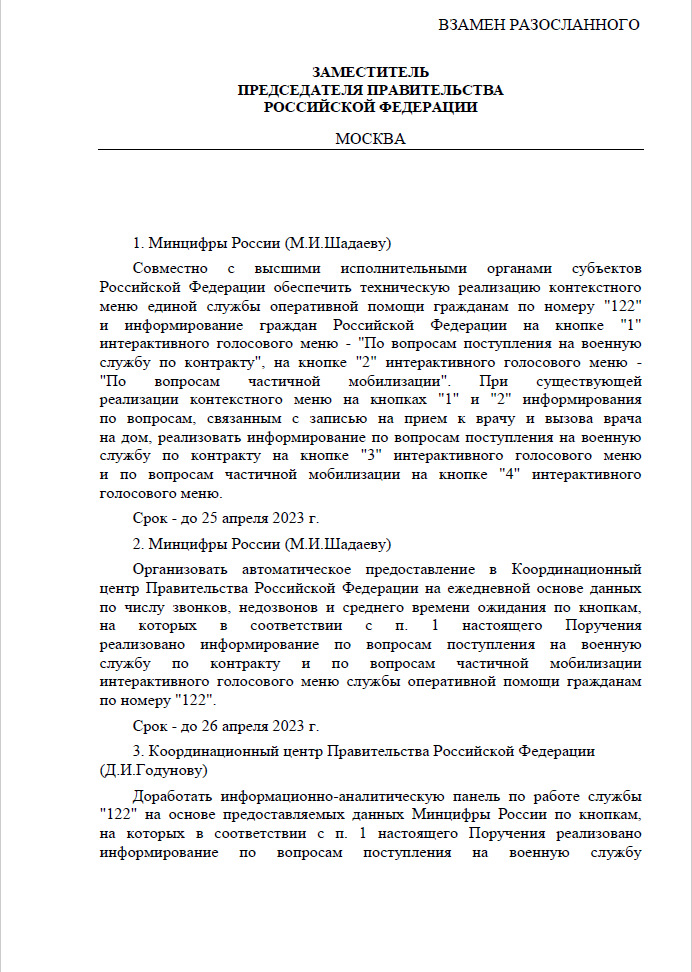 ВЗАМЕН РАЗОСЛАННОГО
ЗАМЕСТИТЕЛЬ
ПРЕДСЕДАТЕЛЯ ПРАВИТЕЛЬСТВА
РОССИЙСКОЙ ФЕДЕРАЦИИ
МОСКВА
1. Минцифры России (М.И.Шадаеву)
Совместно с высшими исполнительными органами субъектов
Российской Федерации обеспечить техническую реализацию контекстного
меню единой службы оперативной помощи гражданам по номеру "122"
и информирование граждан Российской Федерации на кнопке "1"
интерактивного голосового меню - "По вопросам поступления на военную
службу по контракту", на кнопке "2" интерактивного голосового меню -
"По вопросам частичной мобилизации". При существующей
реализации контекстного меню на кнопках "1" и "2" информирования
по вопросам, связанным с записью на прием к врачу и вызова врача
на дом, реализовать информирование по вопросам поступления на военную
службу по контракту на кнопке "3" интерактивного голосового меню
и по вопросам частичной мобилизации на кнопке "4" интерактивного
голосового меню.
Срок - до 25 апреля 2023 г.
2. Минцифры России (М.И.Шадаеву)
Организовать автоматическое предоставление в Координационный
центр Правительства Российской Федерации на ежедневной основе данных
по числу звонков, недозвонов и среднего времени ожидания по кнопкам,
на которых в соответствии с п. 1 настоящего Поручения
реализовано информирование по вопросам поступления на военную
службу по контракту и по вопросам частичной мобилизации
интерактивного голосового меню службы оперативной помощи гражданам
по номеру "122".
Срок - до 26 апреля 2023 г.
3. Координационный центр Правительства Российской Федерации
(Д.И.Годунову)
Доработать информационно-аналитическую панель по работе службы
"122" на основе предоставляемых данных Минцифры России по кнопкам,
на которых в соответствии с п. 1 настоящего Поручения реализовано
информирование по вопросам поступления на военную службу